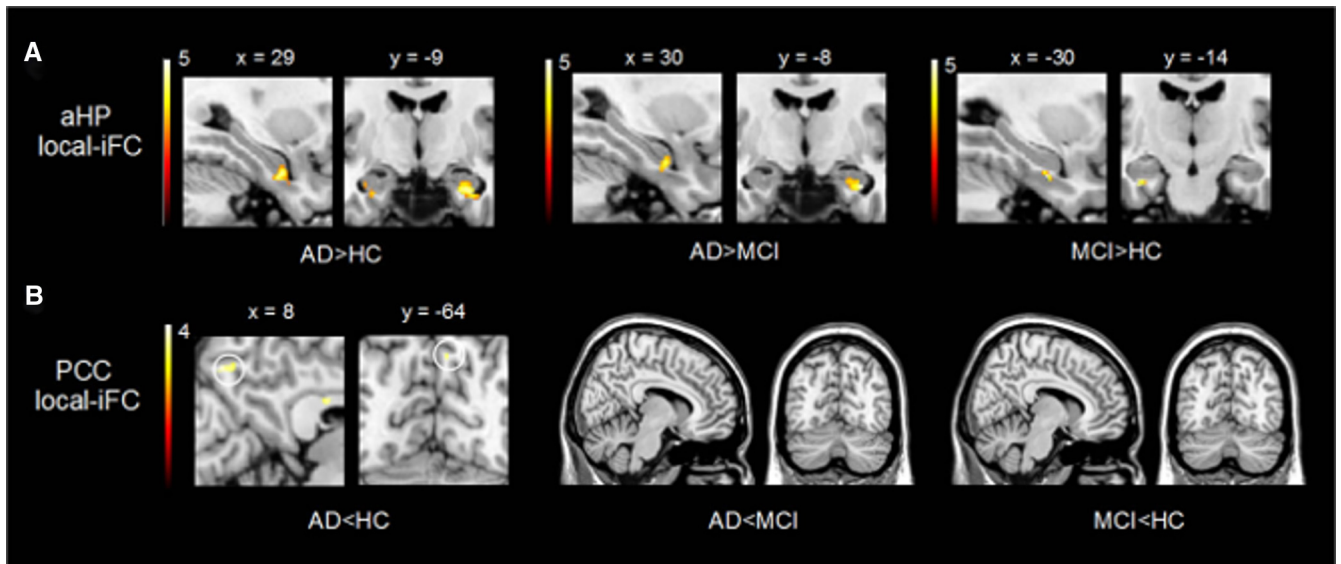 A
5
x = 29
y = -9
5
x = 30
y = -8
5
x = -30
y = -14
aHP
local-iFC
AD>HC
AD>MCI
MCI>HC
B
4
x = 8
y = -64
PCC
local-iFC
AD<HC
AD<MCI
MCI<HC